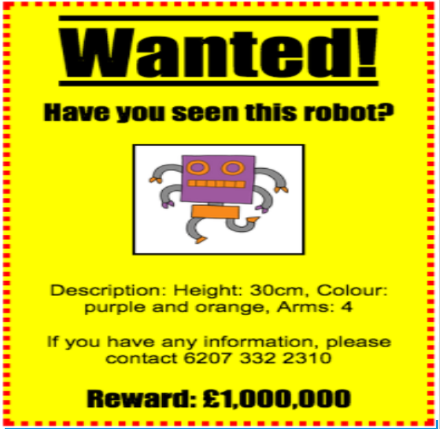 Wanted!
Have you seen this robot?
Description: Height: 30cm, Colour:
purple and orange, Arms: 4
If you have any information, please
contact 6207 332 2310
Reward: £1,000,000